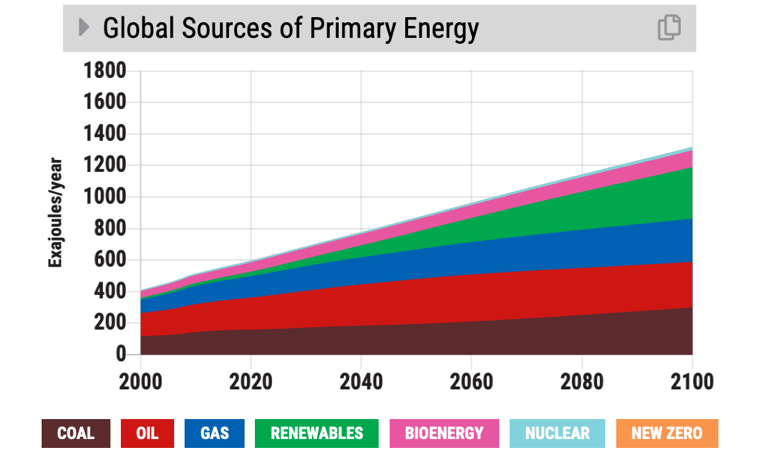 Global Sources of Primary Energy
1800
1600
1400
1200
1000
800
600
400
200
0
Exajoules/year
2000 2020 2040 2060 2080 2100
COAL OIL GAS RENEWABLES BIOENERGY NUCLEAR NEW ZERO